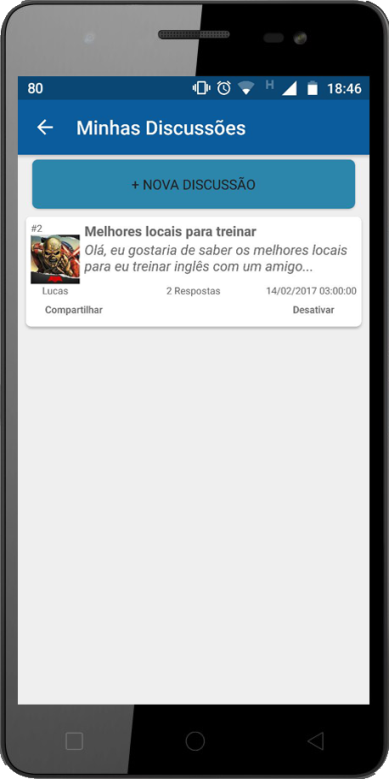 80 H 18:46
Minhas Discussões
+ NOVA DISCUSSÃO
#2
Melhores locais para treinar
Olá, eu gostaria de saber os melhores locais
para eu treinar inglês com um amigo...
Lucas 2 Respostas 14/02/2017 03:00:00
Compartilhar Desativar